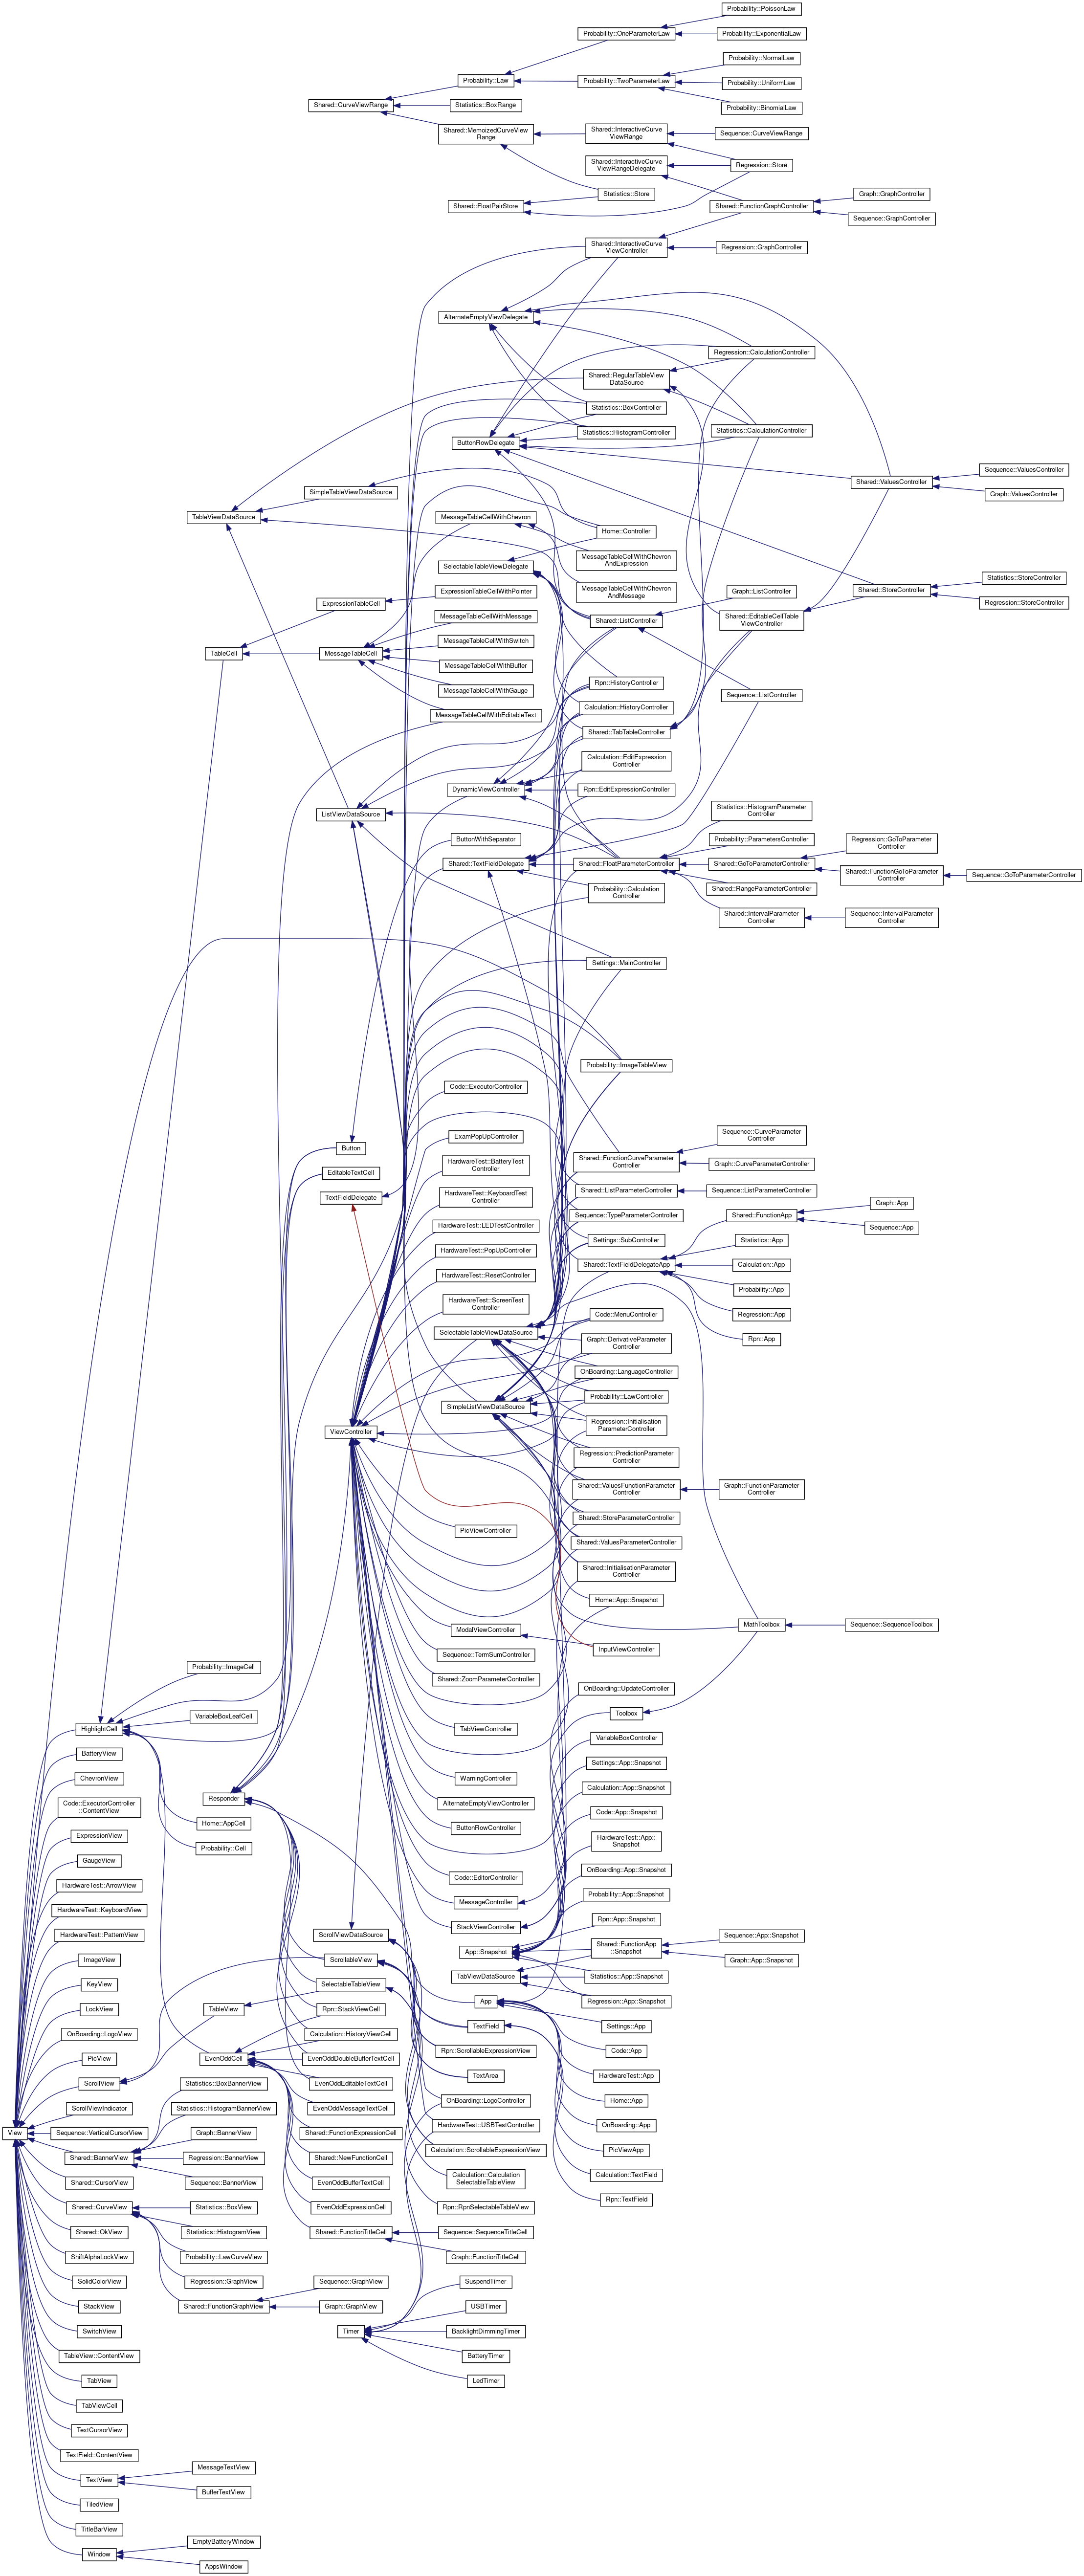 Probability::PoissonLaw
Probability::OneParameterLaw
Probability::ExponentialLaw
Probability::NormalLaw
Probability::Law
Probability::TwoParameterLaw
Probability::UniformLaw
Shared::CurveViewRange
Statistics::BoxRange
Probability::BinomialLaw
Shared::MemoizedCurveView
Range
Shared::InteractiveCurve
ViewRange
Sequence::CurveViewRange
Shared::InteractiveCurve
ViewRangeDelegate
Regression::Store
Statistics::Store
Graph::GraphController
Shared::FloatPairStore
Shared::FunctionGraphController
Sequence::GraphController
Shared::InteractiveCurve
ViewController
Regression::GraphController
AlternateEmptyViewDelegate
Regression::CalculationController
Shared::RegularTableView
DataSource
Statistics::BoxController
Statistics::CalculationController
Statistics::HistogramController
ButtonRowDelegate
Sequence::ValuesController
Shared::ValuesController
SimpleTableViewDataSource
Graph::ValuesController
TableViewDataSource
MessageTableCellWithChevron
Home::Controller
MessageTableCellWithChevron
AndExpression
SelectableTableViewDelegate
Statistics::StoreController
MessageTableCellWithChevron
AndMessage
Graph::ListController
Shared::StoreController
ExpressionTableCellWithPointer
ExpressionTableCell
Regression::StoreController
MessageTableCellWithMessage
Shared::ListController
Shared::EditableCellTable
ViewController
MessageTableCellWithSwitch
TableCell
MessageTableCell
MessageTableCellWithBuffer
Rpn::HistoryController
MessageTableCellWithGauge
Sequence::ListController
Calculation::HistoryController
MessageTableCellWithEditableText
Shared::TabTableController
Calculation::EditExpression
Controller
DynamicViewController
Rpn::EditExpressionController
ListViewDataSource
Statistics::HistogramParameter
Controller
ButtonWithSeparator
Probability::ParametersController
Regression::GoToParameter
Controller
Shared::TextFieldDelegate
Shared::FloatParameterController
Shared::GoToParameterController
Shared::FunctionGoToParameter
Controller
Sequence::GoToParameterController
Shared::RangeParameterController
Probability::Calculation
Controller
Shared::IntervalParameter
Controller
Sequence::IntervalParameter
Controller
Settings::MainController
Probability::ImageTableView
Code::ExecutorController
ExamPopUpController
Sequence::CurveParameter
Controller
Button
HardwareTest::BatteryTest
Controller
Shared::FunctionCurveParameter
Controller
Graph::CurveParameterController
EditableTextCell
HardwareTest::KeyboardTest
Controller
Shared::ListParameterController
Sequence::ListParameterController
TextFieldDelegate
Graph::App
Sequence::TypeParameterController
Shared::FunctionApp
HardwareTest::LEDTestController
Sequence::App
Settings::SubController
Statistics::App
HardwareTest::PopUpController
Shared::TextFieldDelegateApp
Calculation::App
HardwareTest::ResetController
Probability::App
HardwareTest::ScreenTest
Controller
Code::MenuController
Regression::App
SelectableTableViewDataSource
Graph::DerivativeParameter
Controller
Rpn::App
OnBoarding::LanguageController
Probability::LawController
SimpleListViewDataSource
Regression::Initialisation
ParameterController
ViewController
Regression::PredictionParameter
Controller
Shared::ValuesFunctionParameter
Controller
Graph::FunctionParameter
Controller
Shared::StoreParameterController
PicViewController
Shared::ValuesParameterController
Shared::InitialisationParameter
Controller
Home::App::Snapshot
MathToolbox
Sequence::SequenceToolbox
ModalViewController
InputViewController
Sequence::TermSumController
Probability::ImageCell
Shared::ZoomParameterController
OnBoarding::UpdateController
VariableBoxLeafCell
Toolbox
HighlightCell
TabViewController
VariableBoxController
BatteryView
Settings::App::Snapshot
ChevronView
WarningController
Calculation::App::Snapshot
Responder
AlternateEmptyViewController
Code::ExecutorController
::ContentView
Code::App::Snapshot
Home::AppCell
ButtonRowController
ExpressionView
HardwareTest::App::
Snapshot
Probability::Cell
GaugeView
OnBoarding::App::Snapshot
Code::EditorController
HardwareTest::ArrowView
Probability::App::Snapshot
MessageController
HardwareTest::KeyboardView
Rpn::App::Snapshot
StackViewController
HardwareTest::PatternView
ScrollViewDataSource
Sequence::App::Snapshot
Shared::FunctionApp
::Snapshot
App::Snapshot
ImageView
ScrollableView
Graph::App::Snapshot
TabViewDataSource
Statistics::App::Snapshot
KeyView
SelectableTableView
App
Regression::App::Snapshot
LockView
TableView
Rpn::StackViewCell
TextField
Settings::App
OnBoarding::LogoView
Calculation::HistoryViewCell
Rpn::ScrollableExpressionView
Code::App
PicView
EvenOddCell
EvenOddDoubleBufferTextCell
TextArea
HardwareTest::App
ScrollView
EvenOddEditableTextCell
Statistics::BoxBannerView
OnBoarding::LogoController
Home::App
ScrollViewIndicator
Statistics::HistogramBannerView
EvenOddMessageTextCell
HardwareTest::USBTestController
OnBoarding::App
View
Sequence::VerticalCursorView
Graph::BannerView
Shared::FunctionExpressionCell
Calculation::ScrollableExpressionView
PicViewApp
Shared::BannerView
Regression::BannerView
Shared::NewFunctionCell
Calculation::Calculation
SelectableTableView
Calculation::TextField
Shared::CursorView
Sequence::BannerView
EvenOddBufferTextCell
Rpn::RpnSelectableTableView
Rpn::TextField
Shared::CurveView
Statistics::BoxView
EvenOddExpressionCell
Shared::OkView
Statistics::HistogramView
Shared::FunctionTitleCell
Sequence::SequenceTitleCell
ShiftAlphaLockView
Probability::LawCurveView
Graph::FunctionTitleCell
SolidColorView
Regression::GraphView
Sequence::GraphView
SuspendTimer
StackView
Shared::FunctionGraphView
Graph::GraphView
USBTimer
SwitchView
Timer
BacklightDimmingTimer
TableView::ContentView
BatteryTimer
TabView
LedTimer
TabViewCell
TextCursorView
TextField::ContentView
MessageTextView
TextView
BufferTextView
TiledView
TitleBarView
EmptyBatteryWindow
Window
AppsWindow